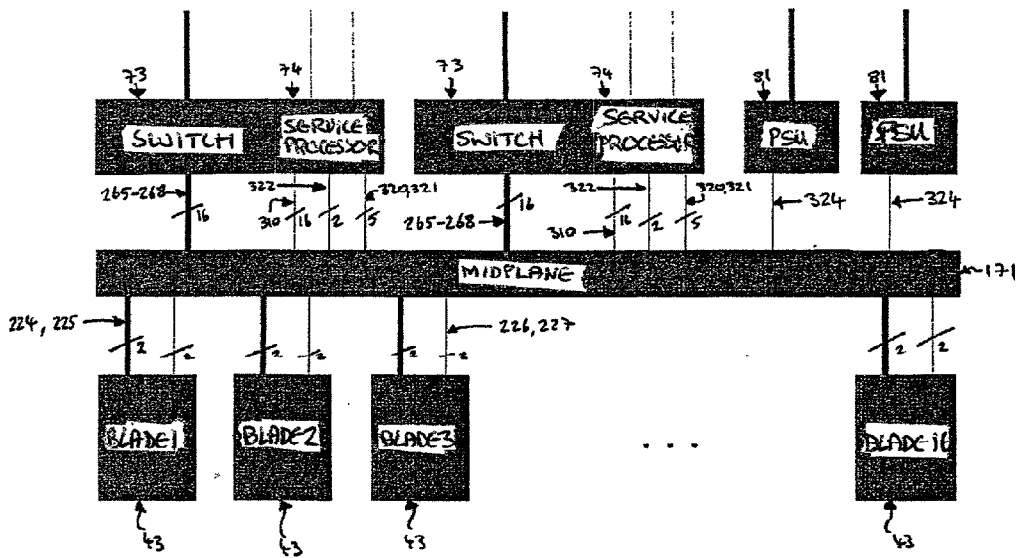 73 74 73 74 81 81
SWITCH SERVICE PROCESSOR SWITCH SERVICE PROCESSOR PSU PSU
265-268 16 310 322 16 2 5 320,321 265-268 16 322 310 16 2 5 320,321 324 324
MIDPLANE 171
224, 225 2 2 2 2 2 2 226, 227 2 2
BLADE1 BLADE2 BLADE3 ... BLADE16
43 43 43 43